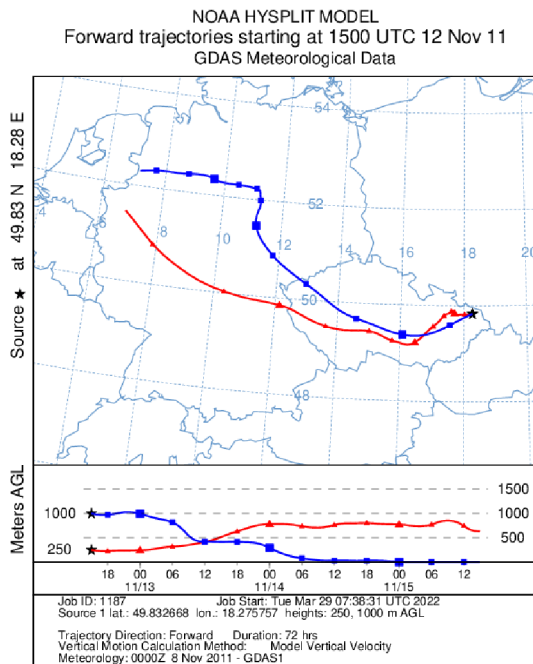 NOAA HYSPLIT MODEL
Forward trajectories starting at 1500 UTC 12 Nov 11
GDAS Meteorological Data
Source ★ at 49.83 N 18.28 E
54
4 6 8 10 12 14 16 18 20
52
50
48
Meters AGL
1500
1000 1000
500
250
18 00 06 12 18 00 06 12 18 00 06 12
11/13 11/14 11/15
Job ID: 1187 Job Start: Tue Mar 29 07:38:31 UTC 2022
Source 1 lat.: 49.832668 lon.: 18.275757 heights: 250, 1000 m AGL
Trajectory Direction: Forward Duration: 72 hrs
Vertical Motion Calculation Method: Model Vertical Velocity
Meteorology: 0000Z 8 Nov 2011 - GDAS1